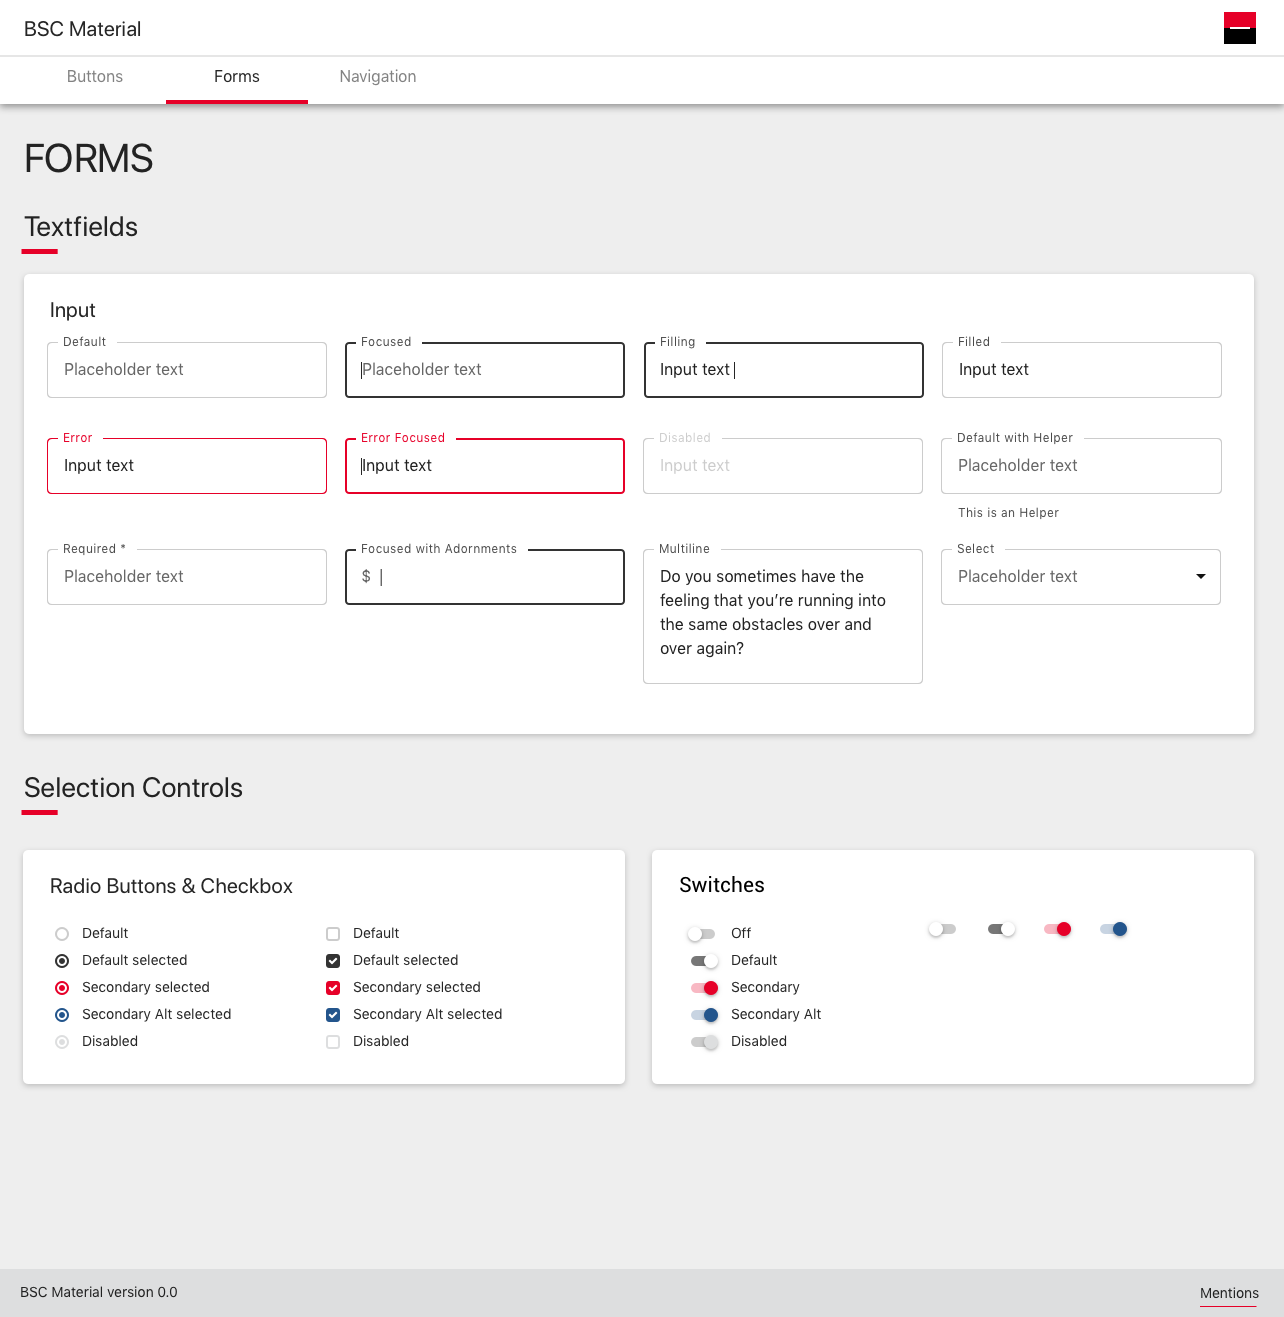 BSC Material
Buttons
Forms
Navigation
FORMS
Textfields
Input
Default
Placeholder text
Focused
Placeholder text
Filling
Input text
Filled
Input text
Error
Input text
Error Focused
Input text
Disabled
Input text
Default with Helper
Placeholder text
This is an Helper
Required *
Placeholder text
Focused with Adornments
$
Multiline
Do you sometimes have the
feeling that you’re running into
the same obstacles over and
over again?
Select
Placeholder text
Selection Controls
Radio Buttons & Checkbox
Default
Default selected
Secondary selected
Secondary Alt selected
Disabled
Default
Default selected
Secondary selected
Secondary Alt selected
Disabled
Switches
Off
Default
Secondary
Secondary Alt
Disabled
BSC Material version 0.0
Mentions